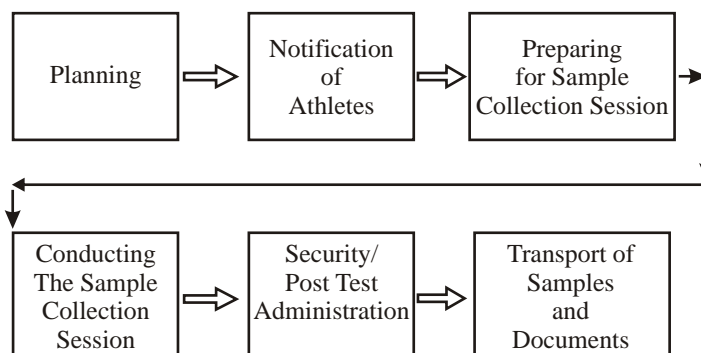 Planning
Notification
of
Athletes
Preparing
for Sample
Collection Session
Conducting
The Sample
Collection
Session
Security/
Post Test
Administration
Transport of
Samples
and
Documents